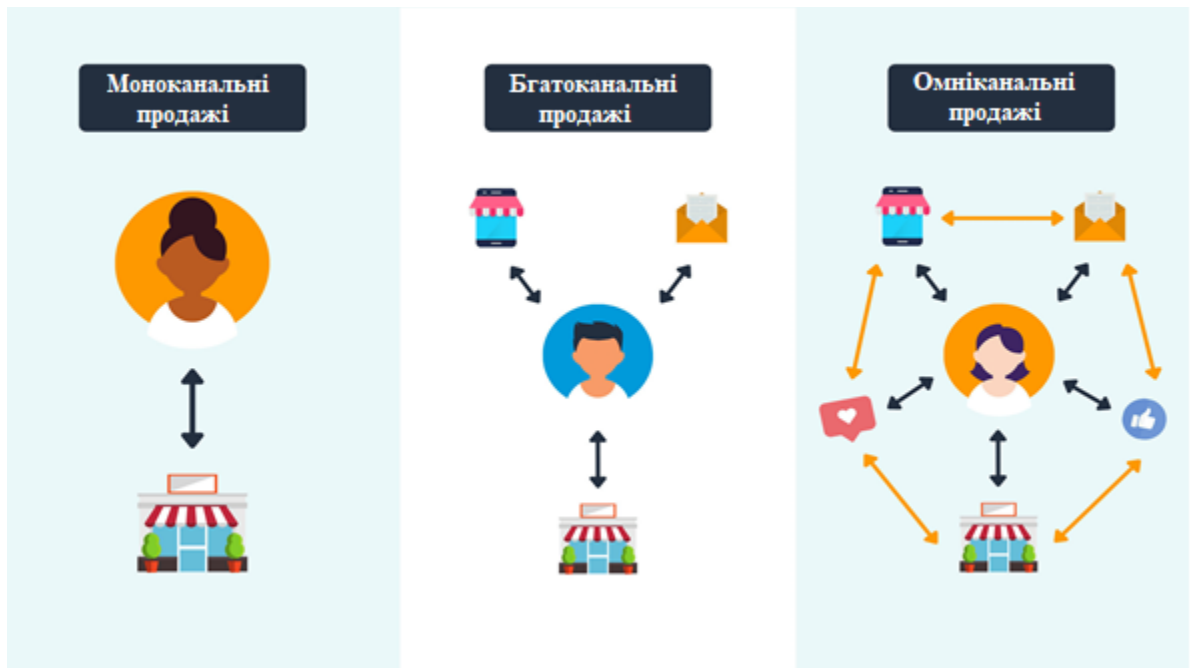 Моноканальні
продажі
Бгатоканальні
продажі
Омніканальні
продажі